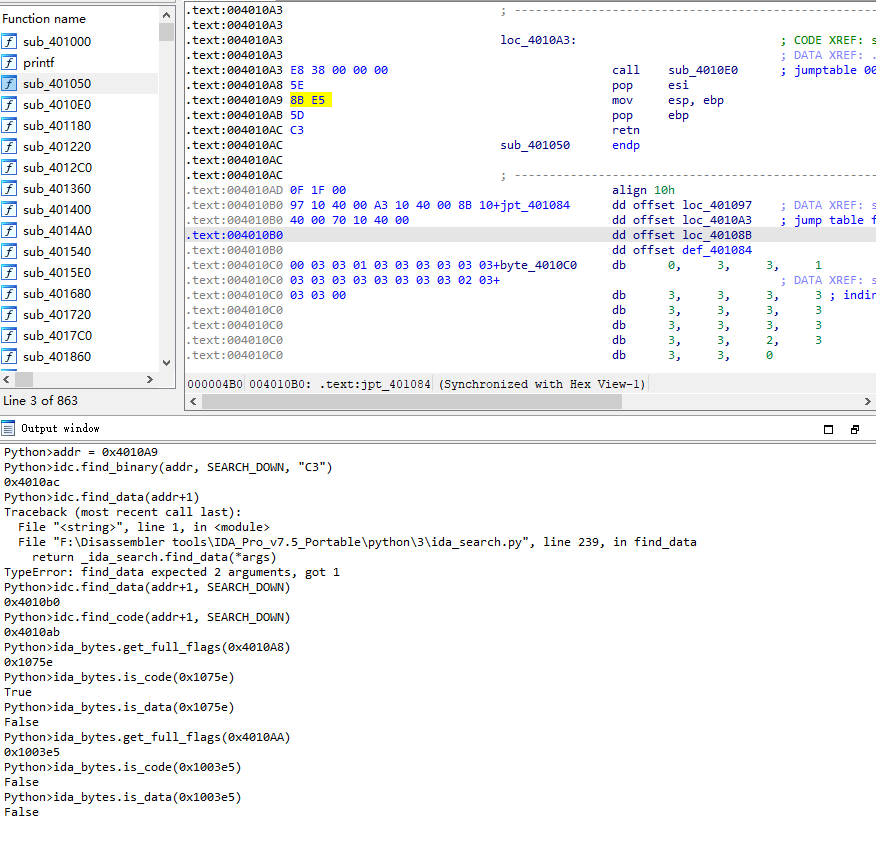 Function name
sub_401000
printf
sub_401050
sub_4010E0
sub_401180
sub_401220
sub_4012C0
sub_401360
sub_401400
sub_4014A0
sub_401540
sub_4015E0
sub_401680
sub_401720
sub_4017C0
sub_401860
Line 3 of 863
.text:004010A3 ; ----------------------------------------------------
.text:004010A3
.text:004010A3 loc_4010A3: ; CODE XREF: s
.text:004010A3 ; DATA XREF: .
.text:004010A3 E8 38 00 00 00 call sub_4010E0 ; jumptable 00
.text:004010A8 5E pop esi
.text:004010A9 8B E5 mov esp, ebp
.text:004010AB 5D pop ebp
.text:004010AC C3 retn
.text:004010AC sub_401050 endp
.text:004010AC
.text:004010AC ; ----------------------------------------------------
.text:004010AD 0F 1F 00 align 10h
.text:004010B0 97 10 40 00 A3 10 40 00 8B 10+jpt_401084 dd offset loc_401097 ; DATA XREF: s
.text:004010B0 40 00 70 10 40 00 dd offset loc_4010A3 ; jump table f
.text:004010B0 dd offset loc_40108B
.text:004010B0 dd offset def_401084
.text:004010C0 00 03 03 01 03 03 03 03 03 03+byte_4010C0 db 0, 3, 3, 1
.text:004010C0 03 03 03 03 03 03 03 03 02 03+ ; DATA XREF: s
.text:004010C0 03 03 00 db 3, 3, 3, 3 ; indir
.text:004010C0 db 3, 3, 3, 3
.text:004010C0 db 3, 3, 3, 3
.text:004010C0 db 3, 3, 2, 3
.text:004010C0 db 3, 3, 0
000004B0 004010B0: .text:jpt_401084 (Synchronized with Hex View-1)
Output window
Python>addr = 0x4010A9
Python>idc.find_binary(addr, SEARCH_DOWN, "C3")
0x4010ac
Python>idc.find_data(addr+1)
Traceback (most recent call last):
File "<string>", line 1, in <module>
File "F:\Disassembler tools\IDA_Pro_v7.5_Portable\python\3\ida_search.py", line 239, in find_data
return _ida_search.find_data(*args)
TypeError: find_data expected 2 arguments, got 1
Python>idc.find_data(addr+1, SEARCH_DOWN)
0x4010b0
Python>idc.find_code(addr+1, SEARCH_DOWN)
0x4010ab
Python>ida_bytes.get_full_flags(0x4010A8)
0x1075e
Python>ida_bytes.is_code(0x1075e)
True
Python>ida_bytes.is_data(0x1075e)
False
Python>ida_bytes.get_full_flags(0x4010AA)
0x1003e5
Python>ida_bytes.is_code(0x1003e5)
False
Python>ida_bytes.is_data(0x1003e5)
False